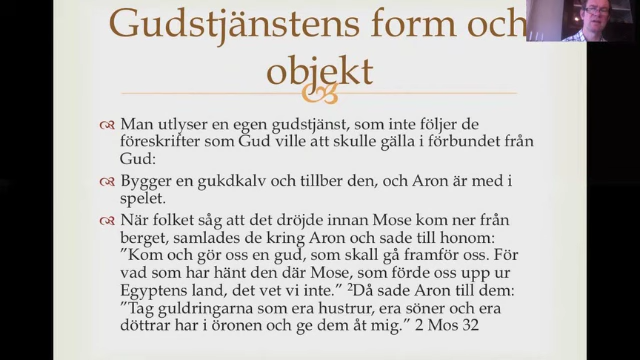 Gudstjänstens form och
objekt
Man utlyser en egen gudstjänst, som inte följer de
föreskrifter som Gud ville att skulle gälla i förbundet från
Gud:
Bygger en gukdkalv och tillber den, och Aron är med i
spelet.
När folket såg att det dröjde innan Mose kom ner från
berget, samlades de kring Aron och sade till honom:
”Kom och gör oss en gud, som skall gå framför oss. För
vad som har hänt den där Mose, som förde oss upp ur
Egyptens land, det vet vi inte.” ²Då sade Aron till dem:
”Tag guldringarna som era hustrur, era söner och era
döttrar har i öronen och ge dem åt mig.” 2 Mos 32